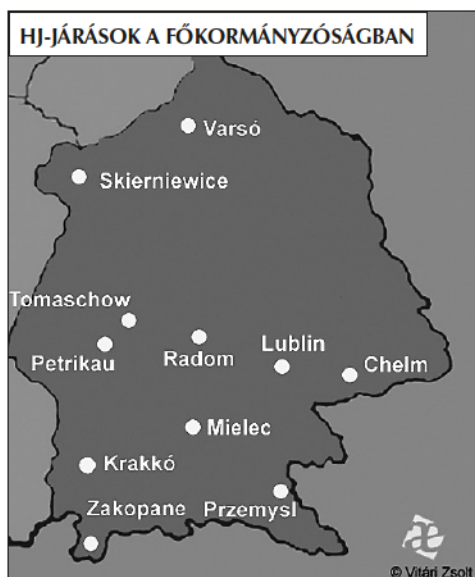 HJ-JÁRÁSOK A FŐKORMÁNYZÓSÁGBAN
Varsó
Skierniewice
Tomaschow
Petrikau
Radom
Lublin
Chelm
Mielec
Krakkó
Zakopane
Przemysl
© Vitári Zsolt